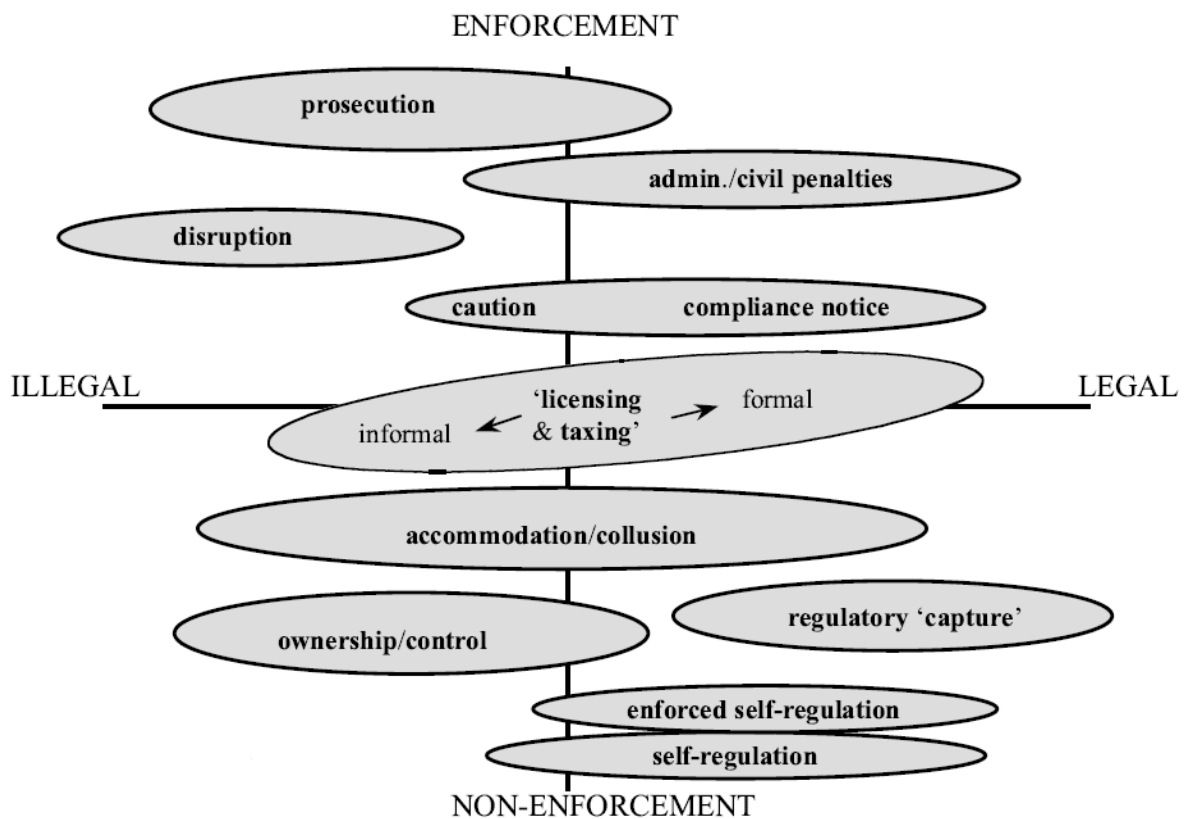 ENFORCEMENT
prosecution
admin./civil penalties
disruption
caution compliance notice
ILLEGAL
LEGAL
‘licensing
& taxing’
formal
informal
accommodation/collusion
regulatory ‘capture’
ownership/control
enforced self-regulation
self-regulation
NON-ENFORCEMENT